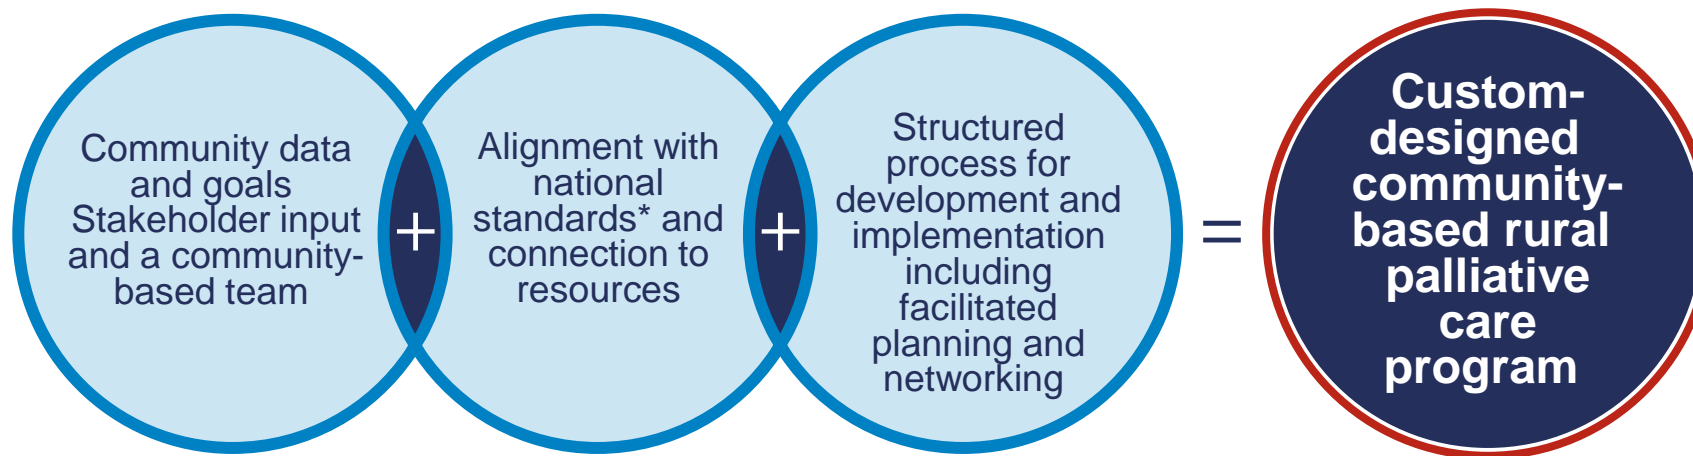 Community data
and goals
Stakeholder input
and a community-
based team
+
Alignment with
national
standards* and
connection to
resources
+
Structured
process for
development and
implementation
including
facilitated
planning and
networking
=
Custom-
designed
community-
based rural
palliative
care
program